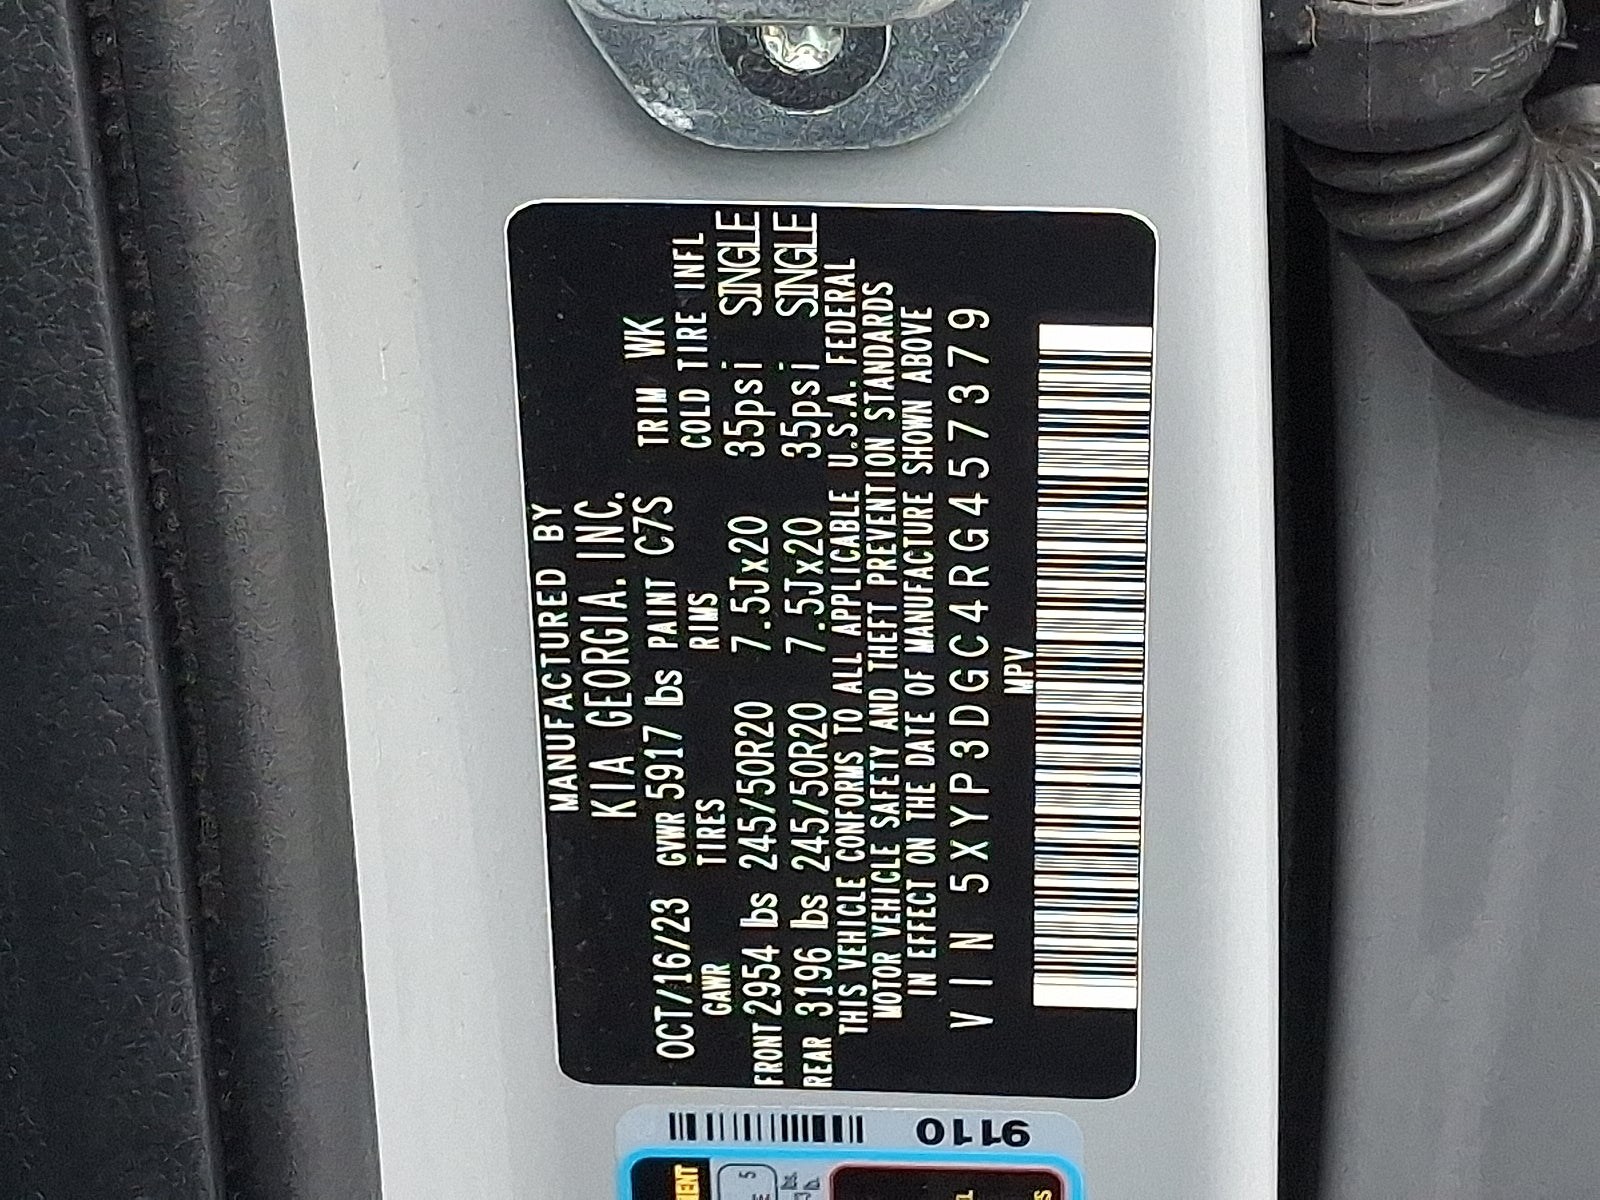 MANUFACTURED BY
KIA GEORGIA. INC.
OCT/16/23 GVWR 5917 lbs PAINT C7S TRIM WK
GAWR TIRES RIMS COLD TIRE INFL
FRONT 2954 lbs 245/50R20 7.5Jx20 35psi SINGLE
REAR 3196 lbs 245/50R20 7.5Jx20 35psi SINGLE
THIS VEHICLE CONFORMS TO ALL APPLICABLE U.S.A. FEDERAL
MOTOR VEHICLE SAFETY AND THEFT PREVENTION STANDARDS
IN EFFECT ON THE DATE OF MANUFACTURE SHOWN ABOVE
VIN 5XYP3DGC4RG457379
MPV
9110